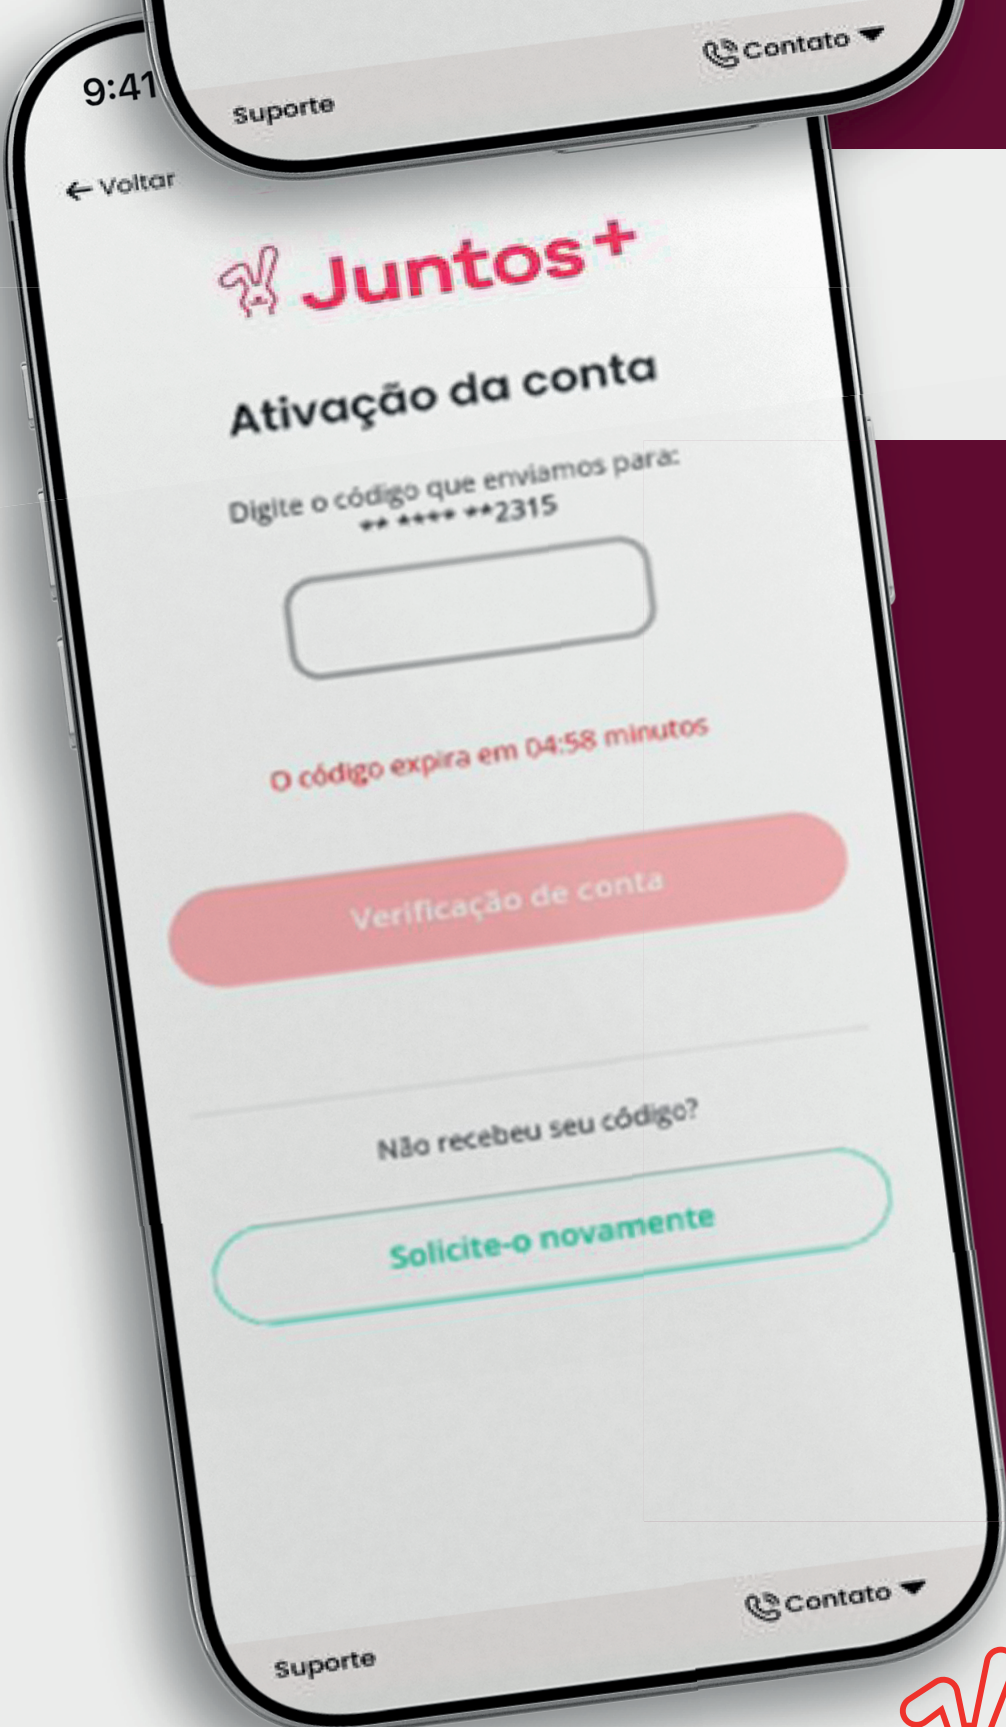 Contato
Suporte
9:41
Voltar
Juntos+
Ativação da conta
Digite o código que enviamos para:
** **** **2315
O código expira em 04:58 minutos
Verificação de conta
Não recebeu seu código?
Solicite-o novamente
Contato
Suporte